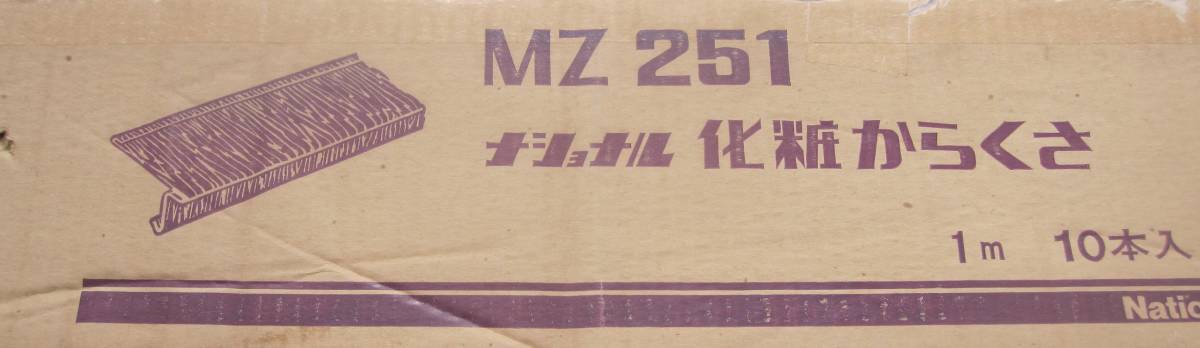 MZ 251
ナショナル 化粧からくさ
1m 10本入
Natio